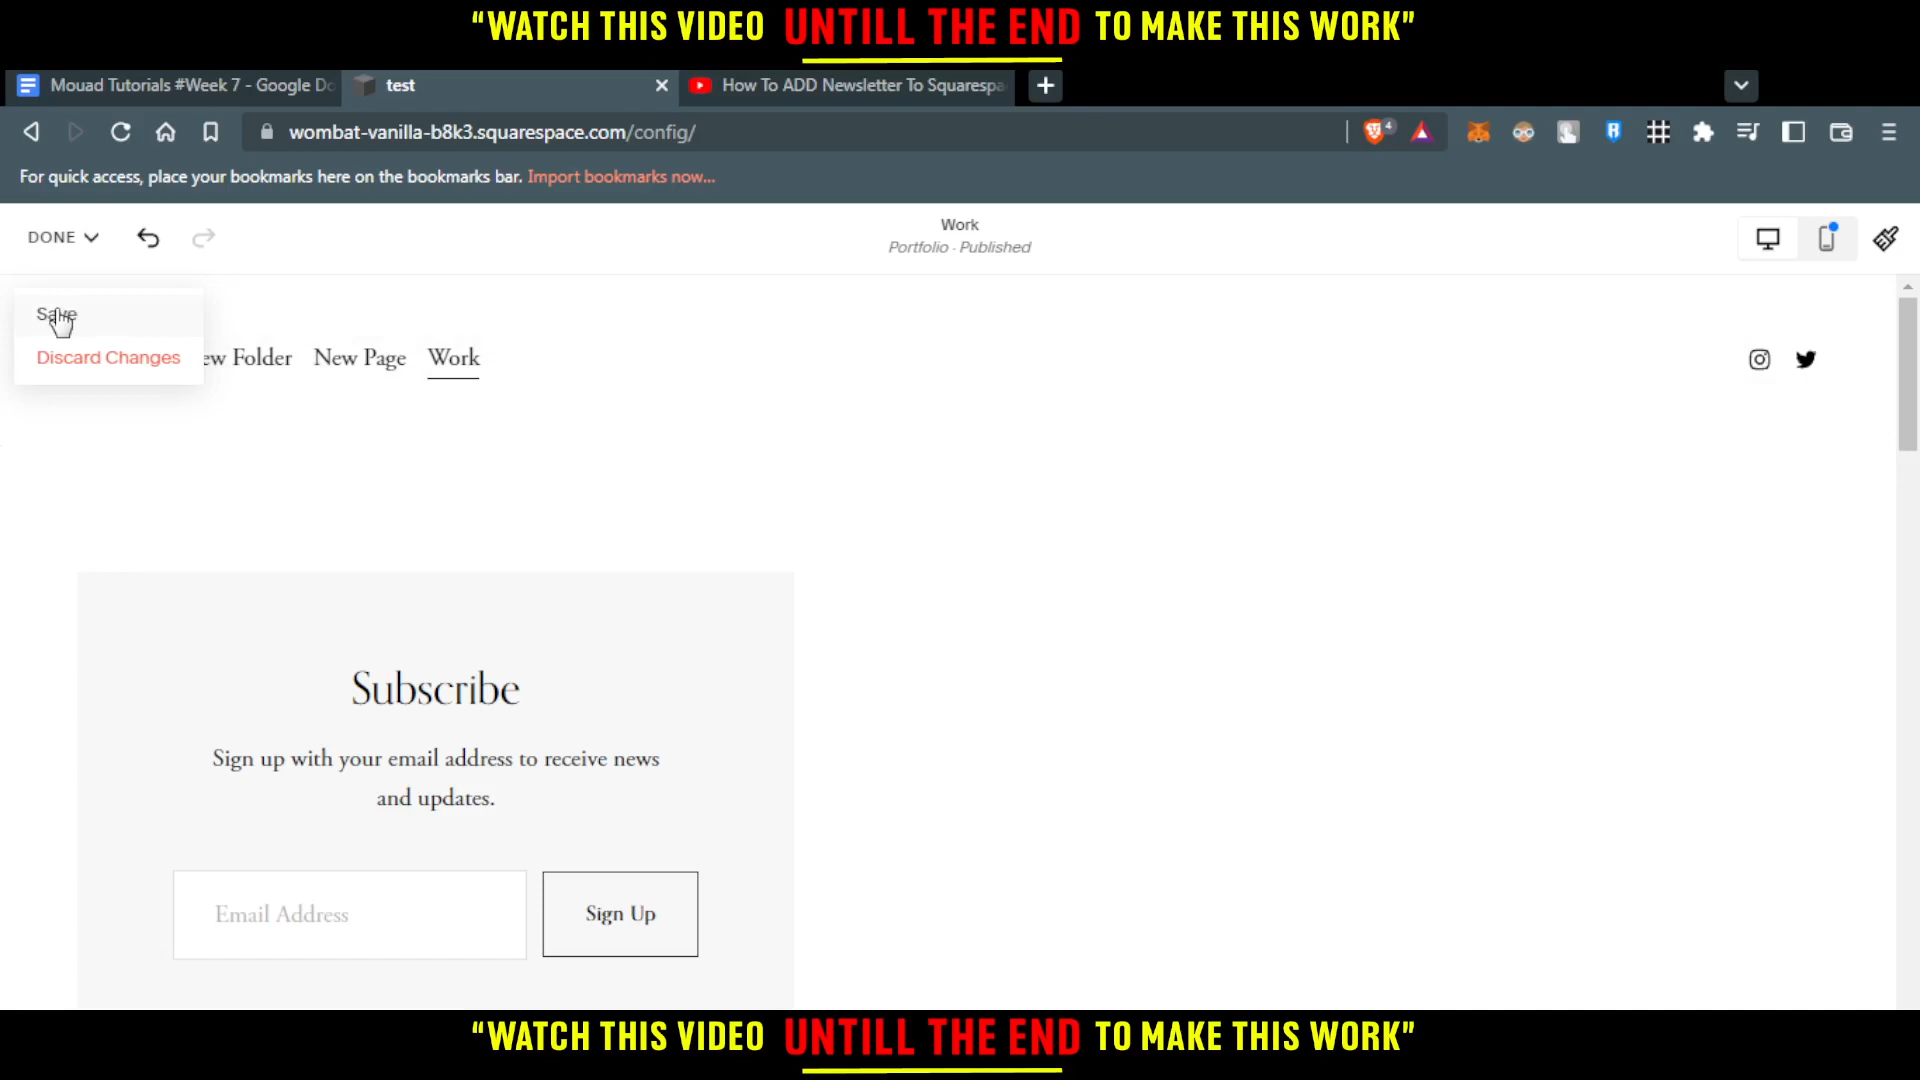 “WATCH THIS VIDEO UNTILL THE END TO MAKE THIS WORK”
Mouad Tutorials #Week 7 - Google Do
test
How To ADD Newsletter To Squarespa
wombat-vanilla-b8k3.squarespace.com/config/
4
For quick access, place your bookmarks here on the bookmarks bar. Import bookmarks now...
DONE
Work
Portfolio · Published
Save
Discard Changes
ew Folder
New Page
Work
Subscribe
Sign up with your email address to receive news
and updates.
Email Address
Sign Up
“WATCH THIS VIDEO UNTILL THE END TO MAKE THIS WORK”